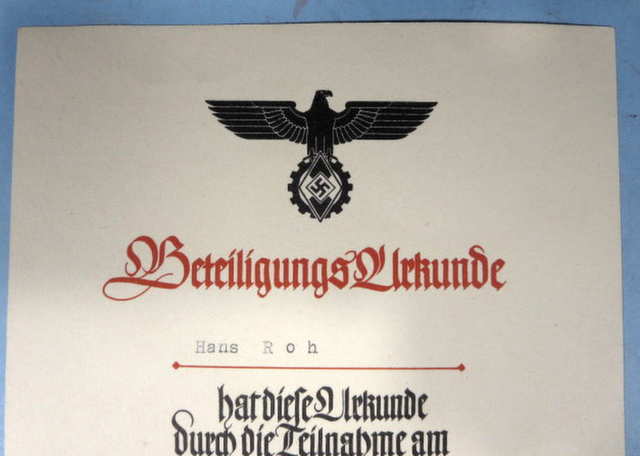 BeteiligungsUrkunde
Hans Roh
hat diese Urkunde
durch die Teilnahme am